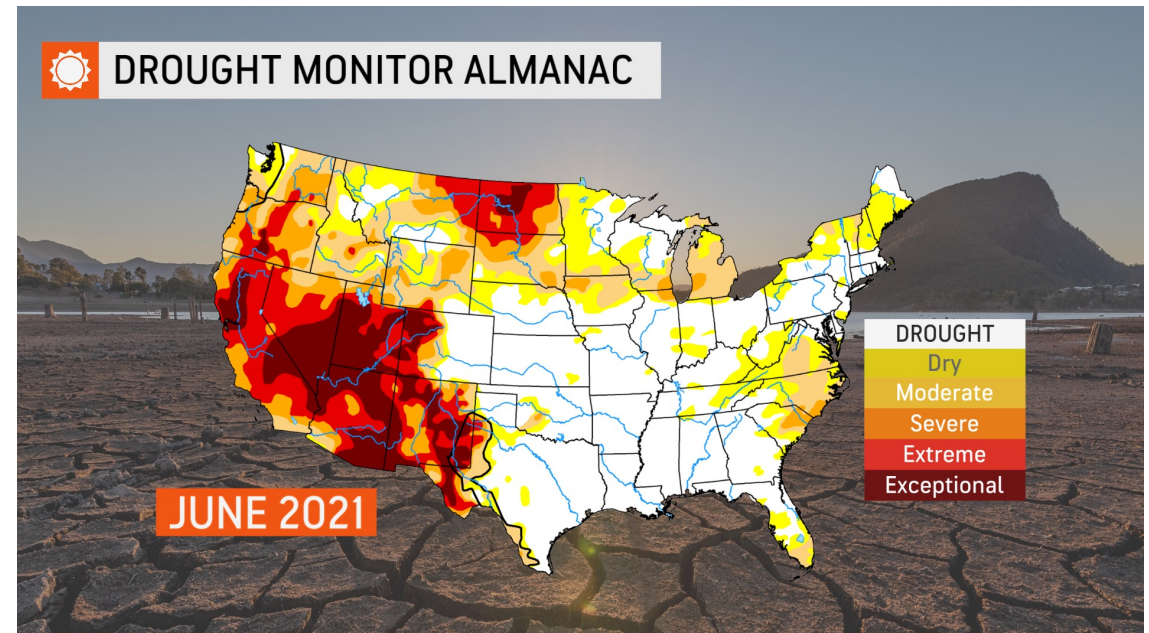 DROUGHT MONITOR ALMANAC
DROUGHT
Dry
Moderate
Severe
Extreme
Exceptional
JUNE 2021